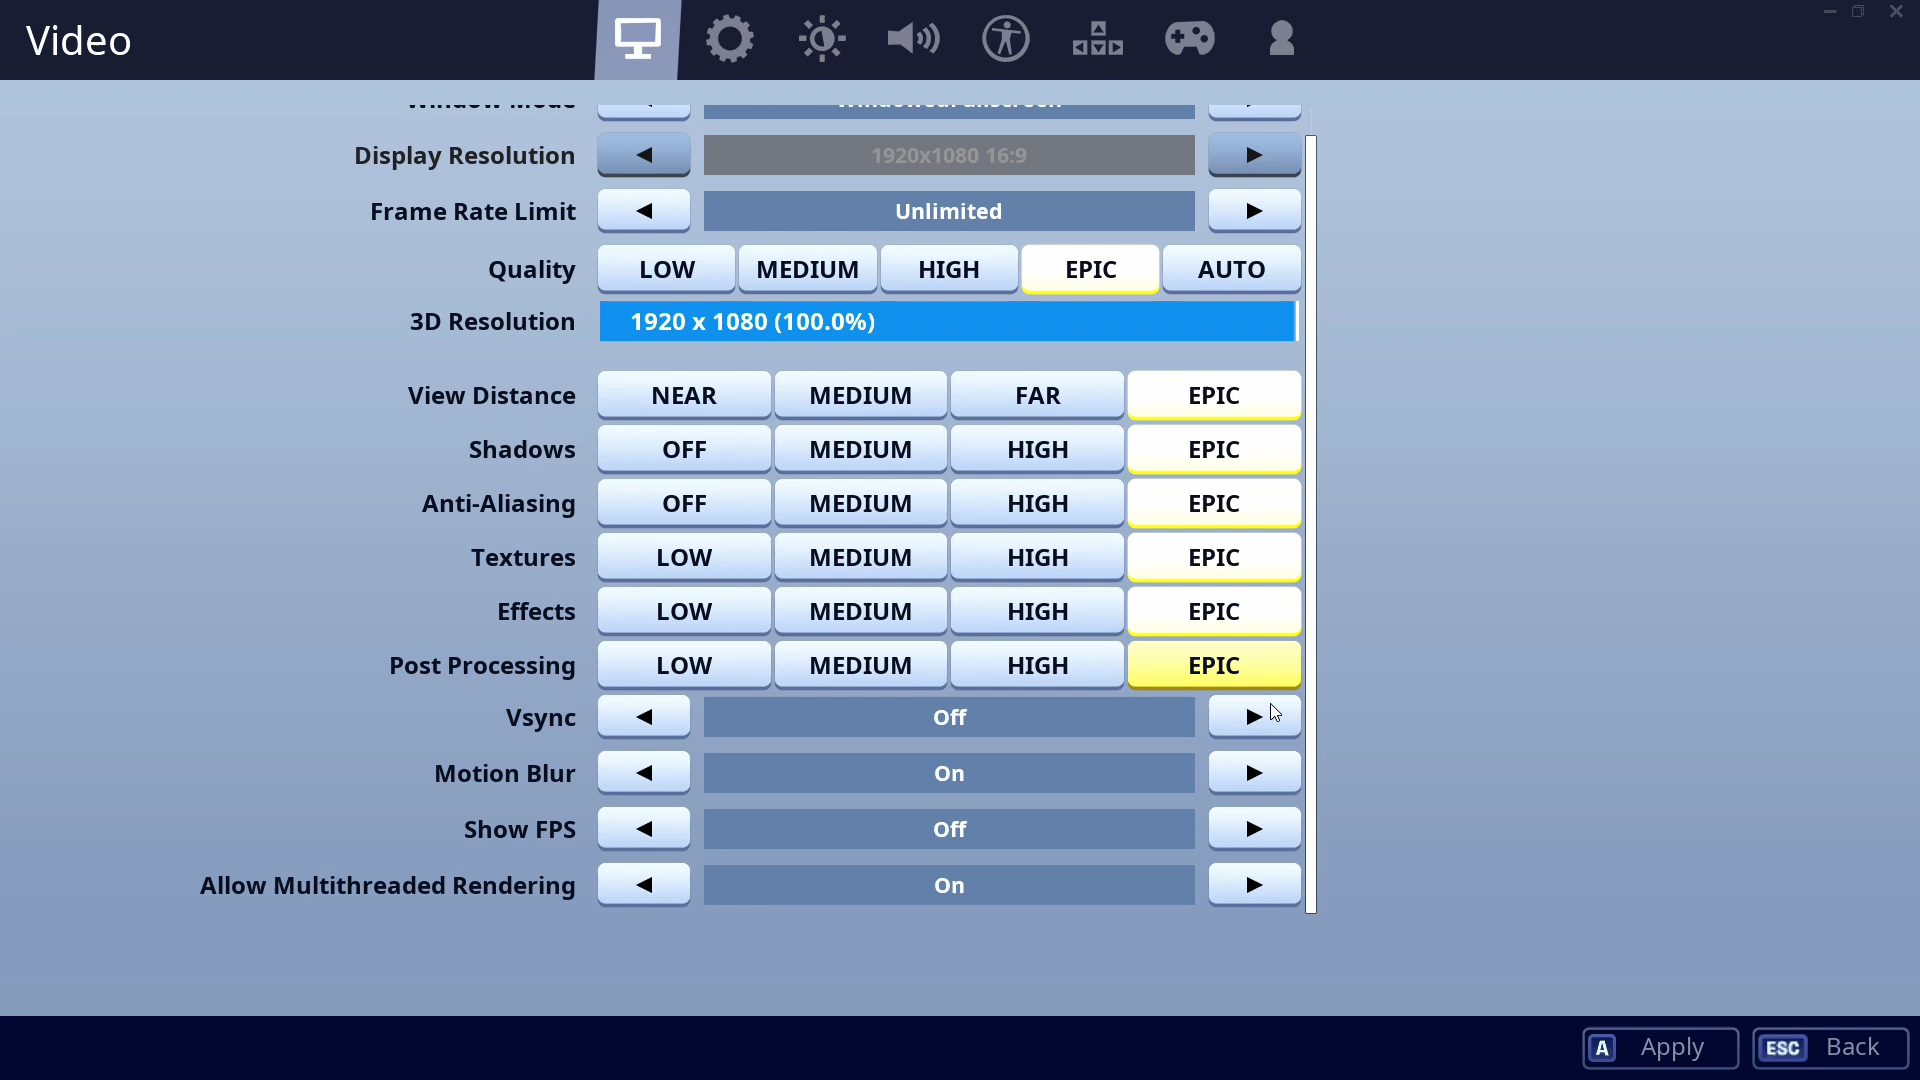 Video
Window Mode
Display Resolution 1920x1080 16:9
Frame Rate Limit Unlimited
Quality LOW MEDIUM HIGH EPIC AUTO
3D Resolution 1920 x 1080 (100.0%)
View Distance NEAR MEDIUM FAR EPIC
Shadows OFF MEDIUM HIGH EPIC
Anti-Aliasing OFF MEDIUM HIGH EPIC
Textures LOW MEDIUM HIGH EPIC
Effects LOW MEDIUM HIGH EPIC
Post Processing LOW MEDIUM HIGH EPIC
Vsync Off
Motion Blur On
Show FPS Off
Allow Multithreaded Rendering On
A Apply ESC Back